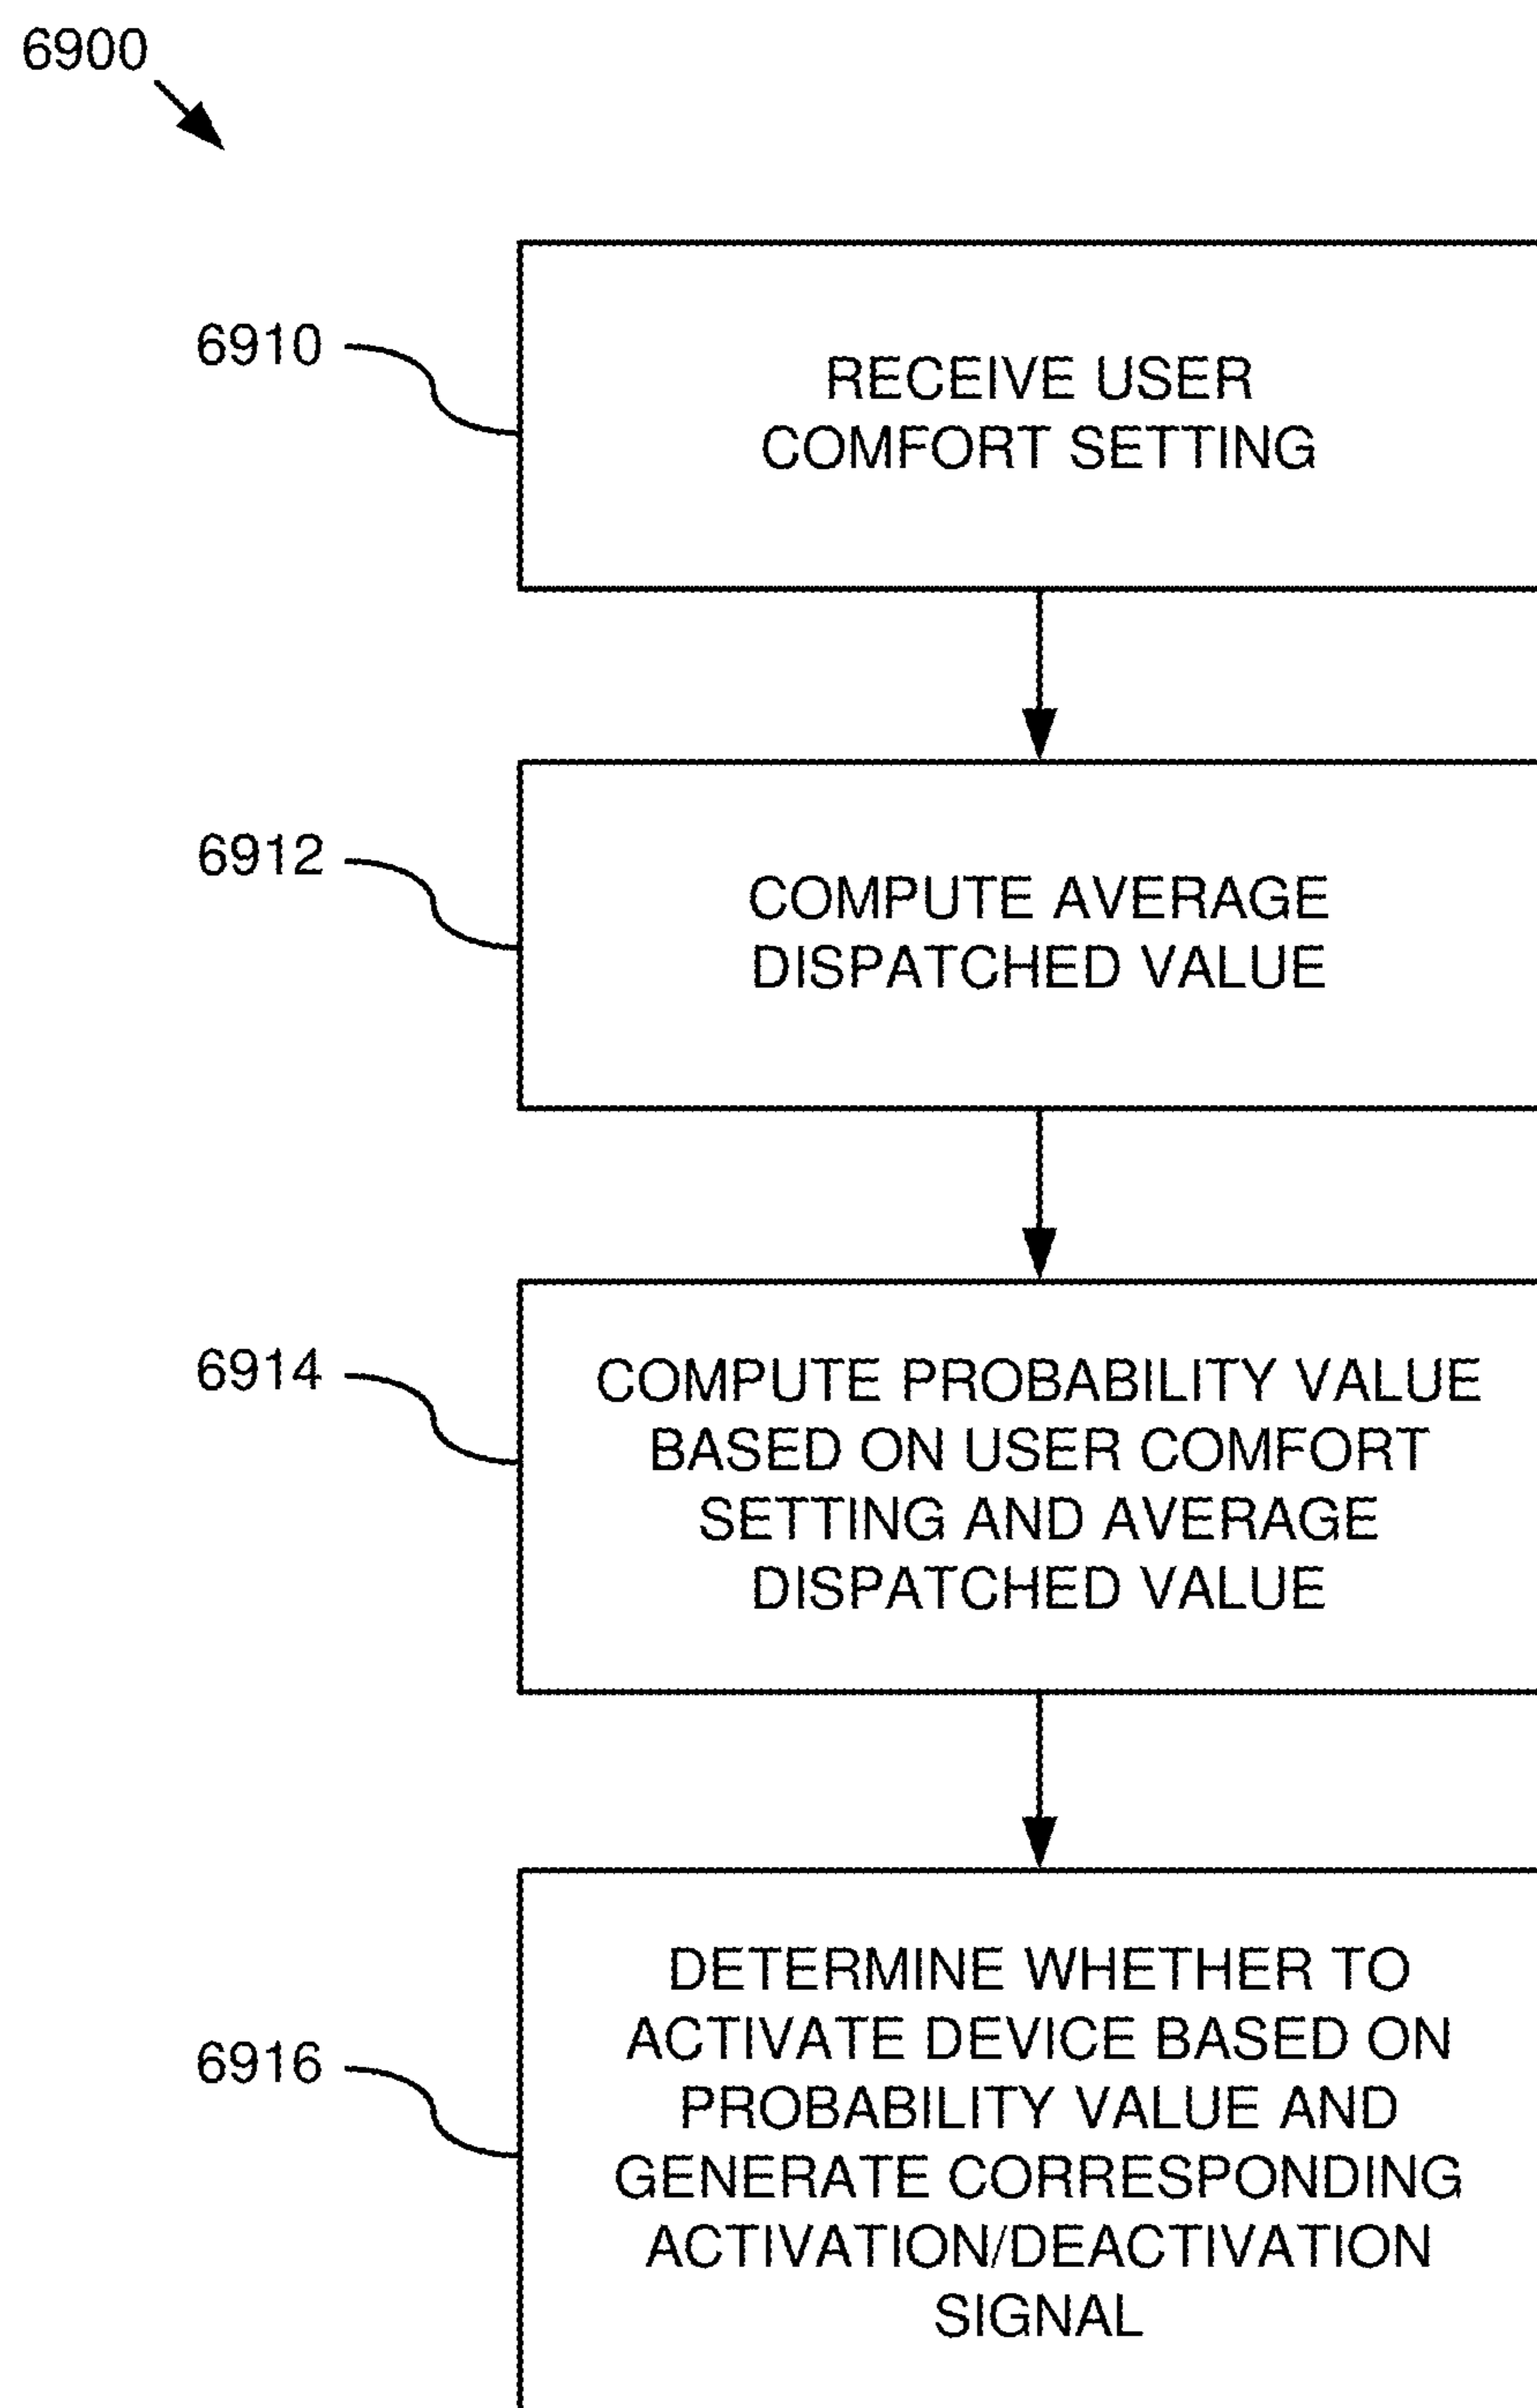 6900
6910
RECEIVE USER
COMFORT SETTING
6912
COMPUTE AVERAGE
DISPATCHED VALUE
6914
COMPUTE PROBABILITY VALUE
BASED ON USER COMFORT
SETTING AND AVERAGE
DISPATCHED VALUE
6916
DETERMINE WHETHER TO
ACTIVATE DEVICE BASED ON
PROBABILITY VALUE AND
GENERATE CORRESPONDING
ACTIVATION/DEACTIVATION
SIGNAL